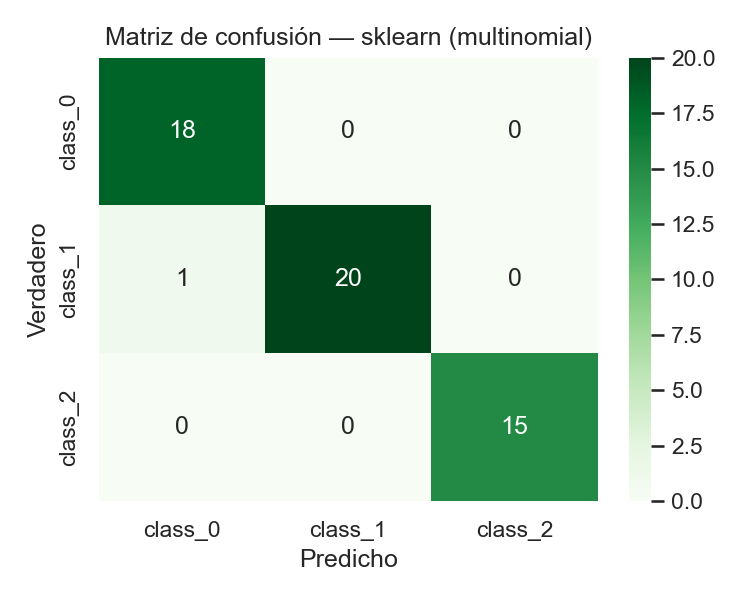 Matriz de confusión — sklearn (multinomial)
Verdadero
class_0
18 0 0
class_1
1 20 0
class_2
0 0 15
class_0 class_1 class_2
Predicho
20.0
17.5
15.0
12.5
10.0
7.5
5.0
2.5
0.0